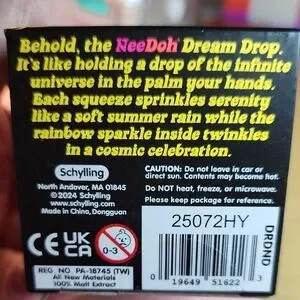 Behold, the NeeDoh Dream Drop.
It's like holding a drop of the infinite
universe in the palm your hands.
Each squeeze sprinkles serenity
like a soft summer rain while the
rainbow sparkle inside twinkles
in a cosmic celebration.
Schylling
North Andover, MA 01845
©2024 Schylling
www.schylling.com
Made in China, Dongguan
CAUTION: Do not leave in car or
direct sun. Contents may become hot.
DO NOT heat, freeze, or microwave.
Please keep package for reference.
CE UK CA 0-3
25072HY
DRDND
0 19649 51622 3
REG. NO. PA-18745 (TW)
All New Materials
100% Malt Extract